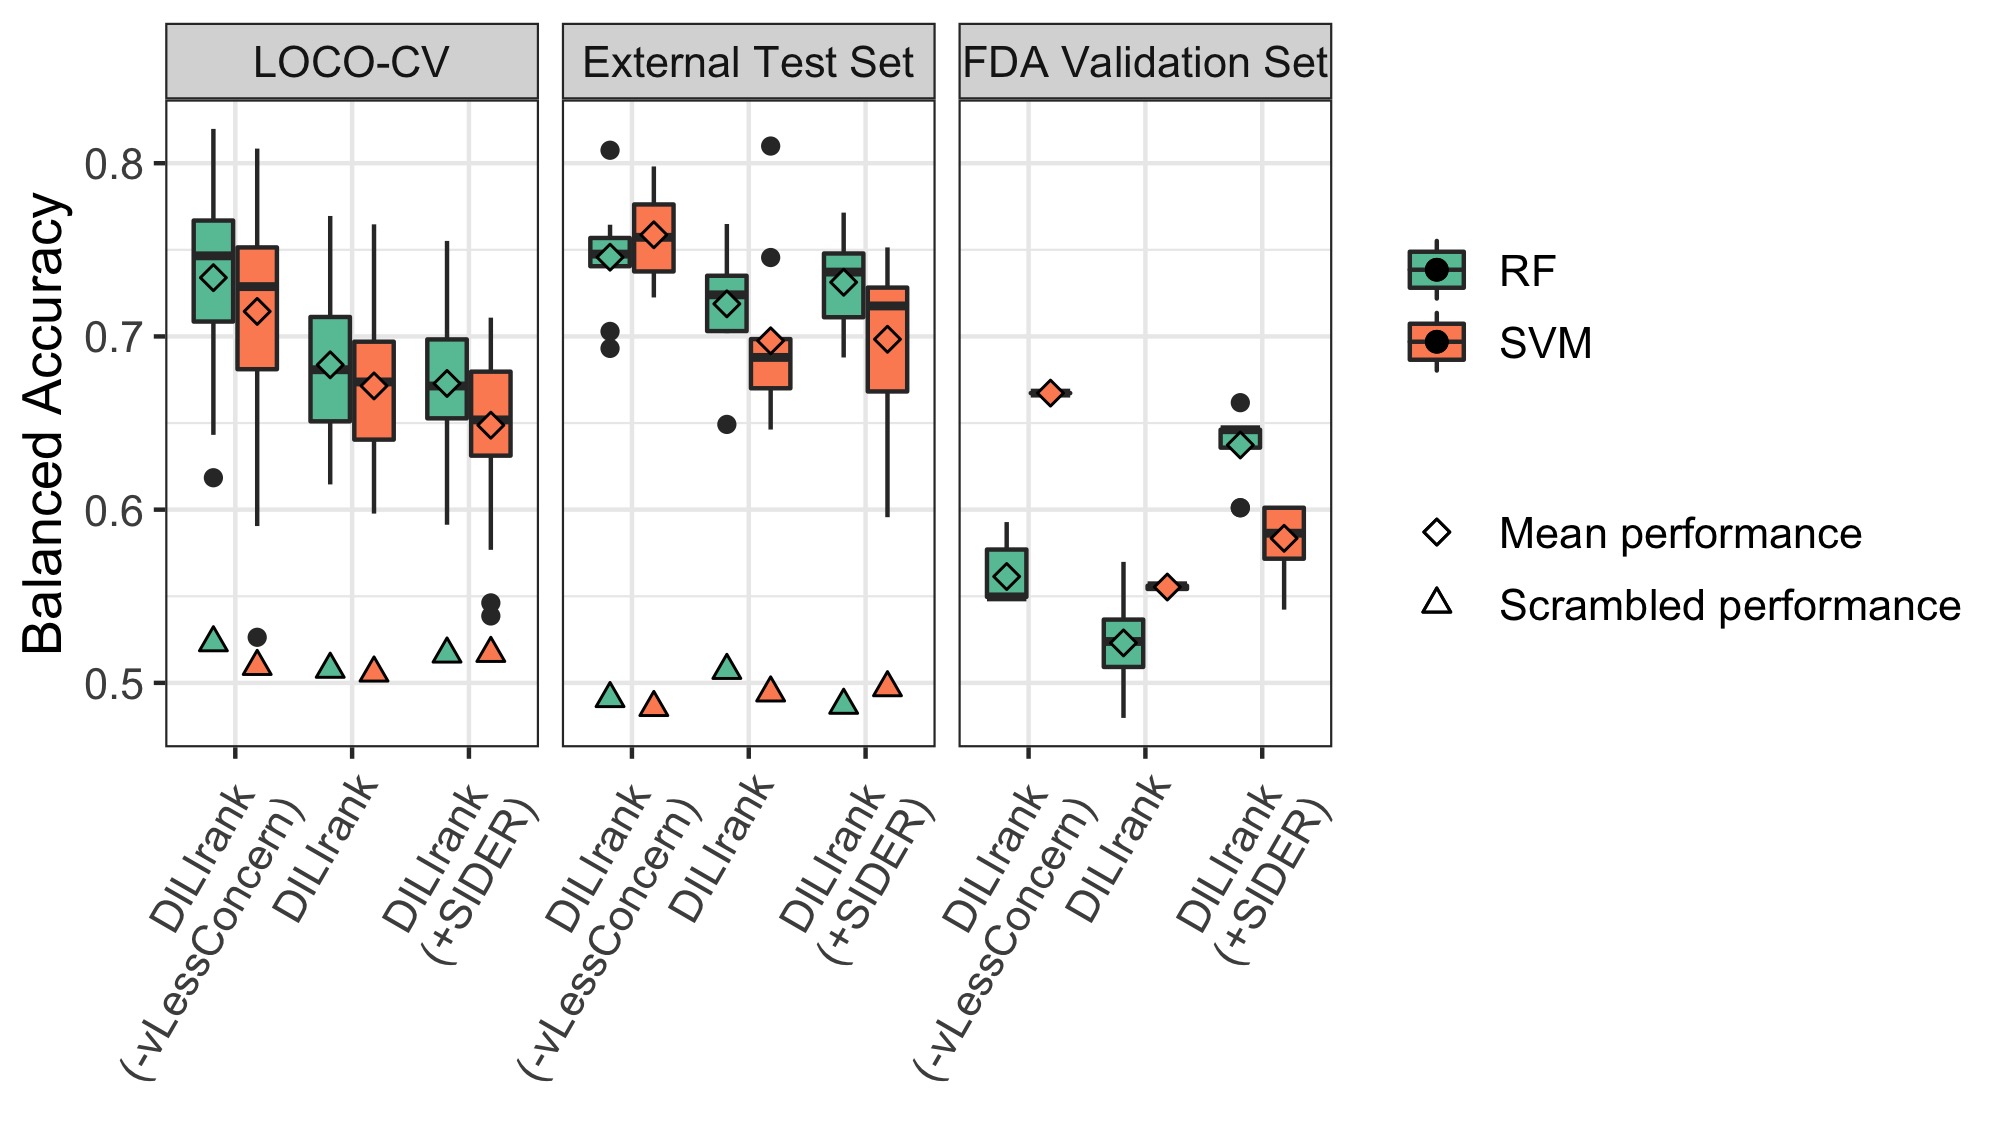 LOCO-CV
External Test Set
FDA Validation Set
Balanced Accuracy
0.8
0.7
0.6
0.5
DILIrank
(-vLessConcern)
DILIrank
DILIrank
(+SIDER)
DILIrank
(-vLessConcern)
DILIrank
DILIrank
(+SIDER)
DILIrank
(-vLessConcern)
DILIrank
DILIrank
(+SIDER)
RF
SVM
Mean performance
Scrambled performance